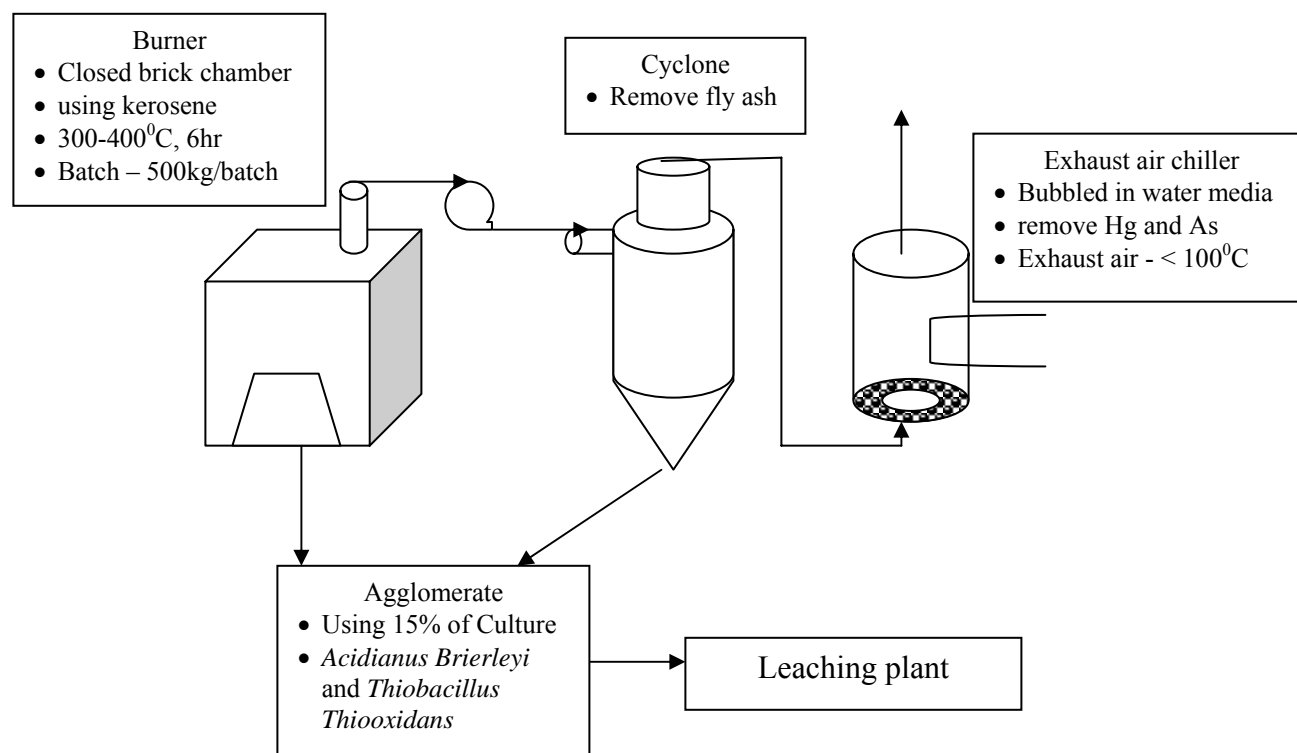 Burner
• Closed brick chamber
• using kerosene
• 300-400⁰C, 6hr
• Batch – 500kg/batch
Cyclone
• Remove fly ash
Exhaust air chiller
• Bubbled in water media
• remove Hg and As
• Exhaust air - < 100⁰C
Agglomerate
• Using 15% of Culture
• Acidianus Brierleyi
and Thiobacillus
Thiooxidans
Leaching plant